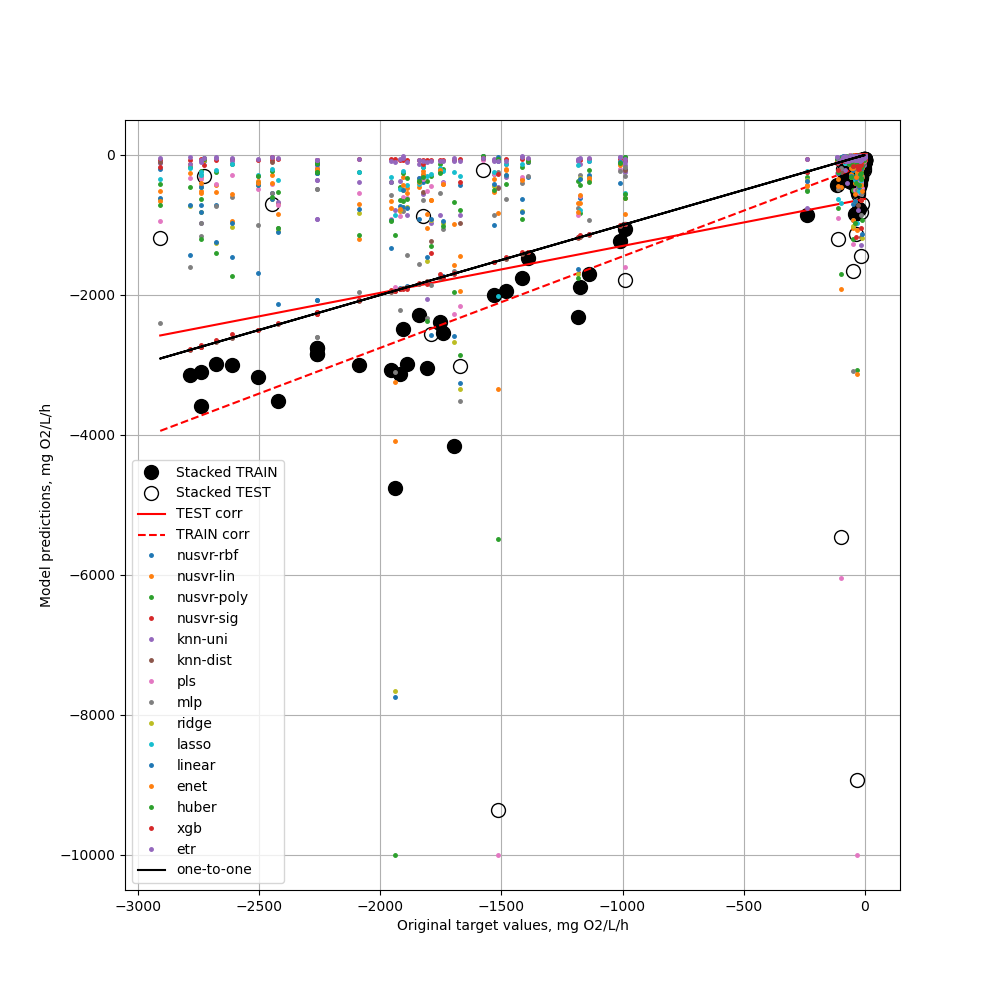 0
−2000
−4000
−6000
−8000
−10000
Model predictions, mg O2/L/h
Stacked TRAIN
Stacked TEST
TEST corr
TRAIN corr
nusvr-rbf
nusvr-lin
nusvr-poly
nusvr-sig
knn-uni
knn-dist
pls
mlp
ridge
lasso
linear
enet
huber
xgb
etr
one-to-one
−3000 −2500 −2000 −1500 −1000 −500 0
Original target values, mg O2/L/h